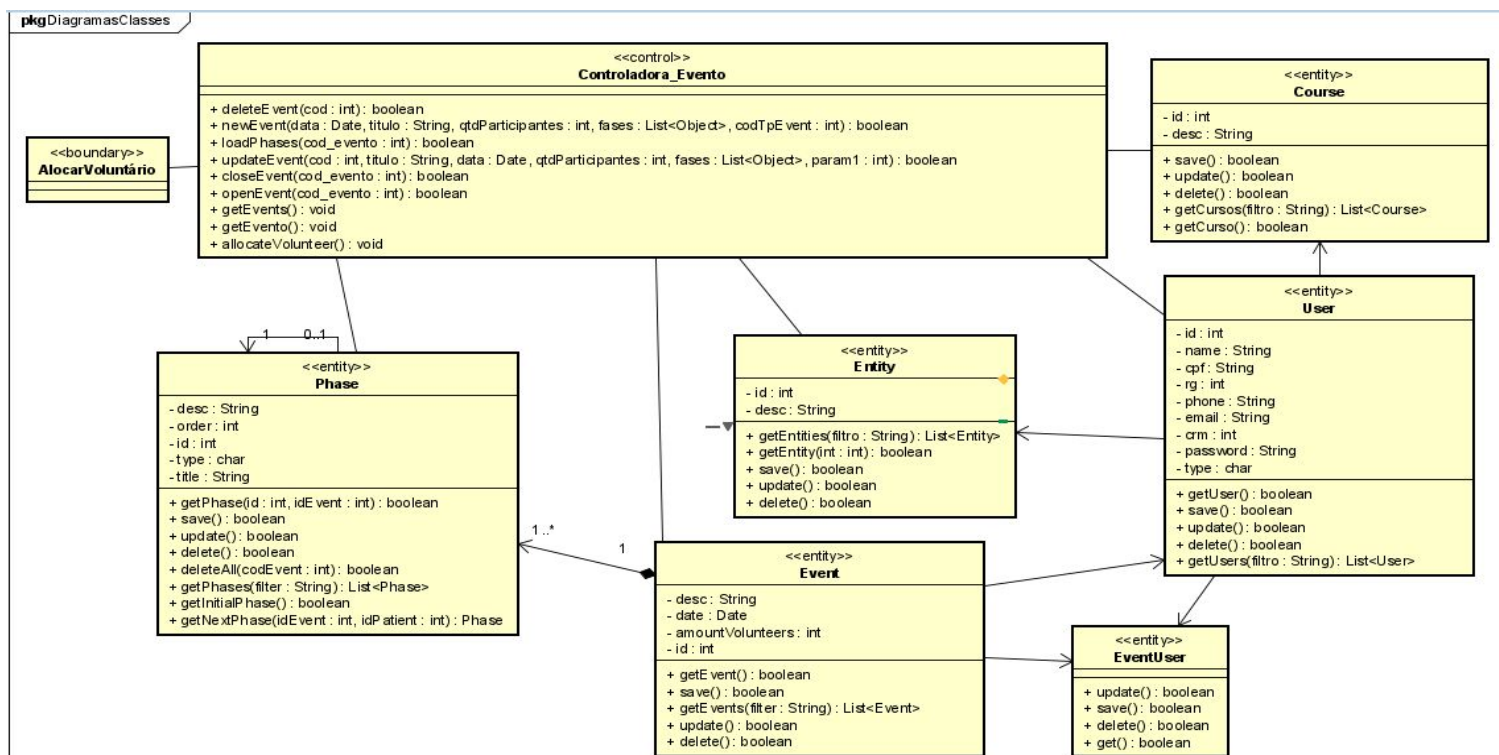 pkg DiagramasClasses
<<control>>
Controladora_Evento
+ deleteEvent(cod : int) : boolean
+ newEvent(data : Date, titulo : String, qtdParticipantes : int, fases : List<Object>, codTpEvent : int) : boolean
+ loadPhases(cod_evento : int) : boolean
+ updateEvent(cod : int, titulo : String, data : Date, qtdParticipantes : int, fases : List<Object>, param1 : int) : boolean
+ closeEvent(cod_evento : int) : boolean
+ openEvent(cod_evento : int) : boolean
+ getEvents() : void
+ getEvento() : void
+ allocateVolunteer() : void
<<boundary>>
AlocarVoluntário
<<entity>>
Course
- id : int
- desc : String
+ save() : boolean
+ update() : boolean
+ delete() : boolean
+ getCursos(filtro : String) : List<Course>
+ getCurso() : boolean
<<entity>>
User
- id : int
- name : String
- cpf : String
- rg : int
- phone : String
- email : String
- crm : int
- password : String
- type : char
+ getUser() : boolean
+ save() : boolean
+ update() : boolean
+ delete() : boolean
+ getUsers(filtro : String) : List<User>
1 0..1
<<entity>>
Phase
- desc : String
- order : int
- id : int
- type : char
- title : String
+ getPhase(id : int, idEvent : int) : boolean
+ save() : boolean
+ update() : boolean
+ delete() : boolean
+ deleteAll(codEvent : int) : boolean
+ getPhases(filter : String) : List<Phase>
+ getInitialPhase() : boolean
+ getNextPhase(idEvent : int, idPatient : int) : Phase
<<entity>>
Entity
- id : int
- desc : String
+ getEntities(filtro : String) : List<Entity>
+ getEntity(int : int) : boolean
+ save() : boolean
+ update() : boolean
+ delete() : boolean
1..*
1
<<entity>>
Event
- desc : String
- date : Date
- amountVolunteers : int
- id : int
+ getEvent() : boolean
+ save() : boolean
+ getEvents(filter : String) : List<Event>
+ update() : boolean
+ delete() : boolean
<<entity>>
EventUser
+ update() : boolean
+ save() : boolean
+ delete() : boolean
+ get() : boolean